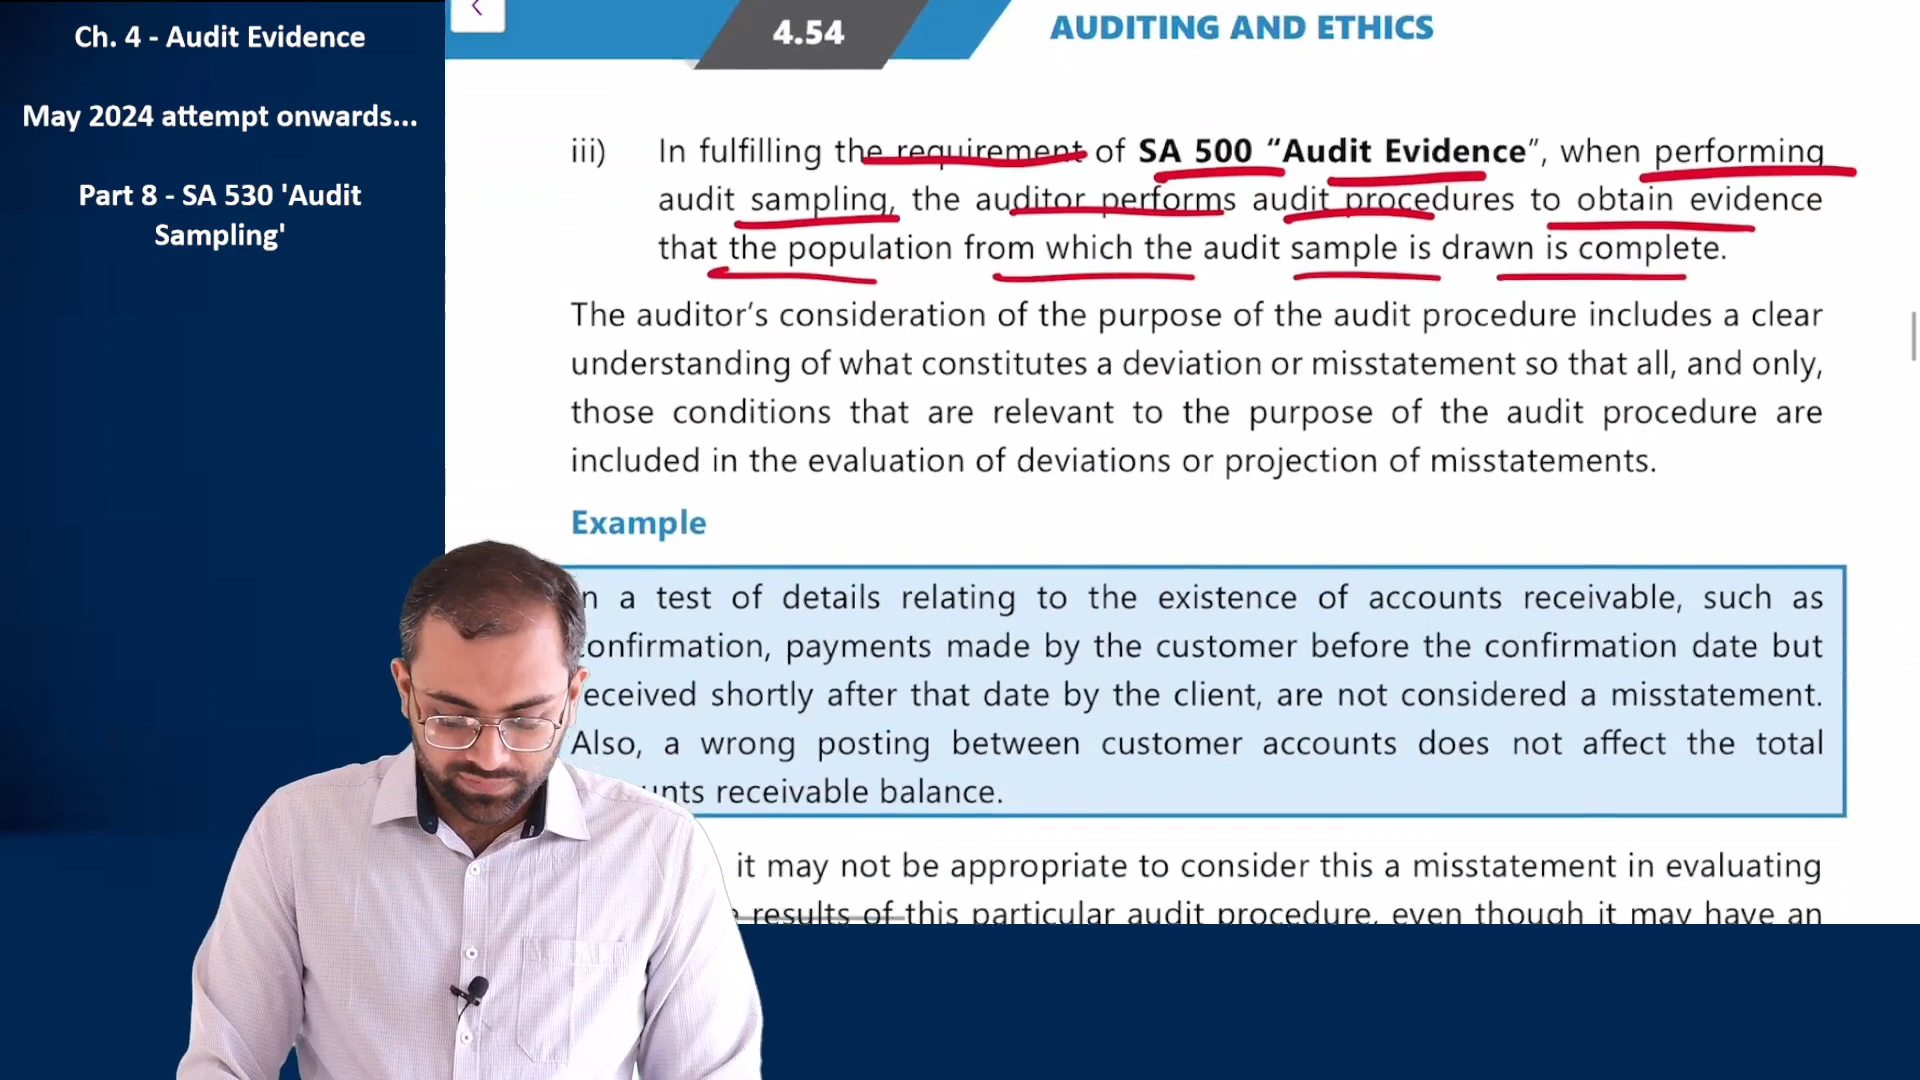 Ch. 4 - Audit Evidence
May 2024 attempt onwards...
Part 8 - SA 530 'Audit
Sampling'
4.54
AUDITING AND ETHICS
iii) In fulfilling the requirement of SA 500 “Audit Evidence”, when performing
audit sampling, the auditor performs audit procedures to obtain evidence
that the population from which the audit sample is drawn is complete.
The auditor’s consideration of the purpose of the audit procedure includes a clear
understanding of what constitutes a deviation or misstatement so that all, and only,
those conditions that are relevant to the purpose of the audit procedure are
included in the evaluation of deviations or projection of misstatements.
Example
a test of details relating to the existence of accounts receivable, such as
payments made by the customer before the confirmation date but
shortly after that date by the client, are not considered a misstatement.
Also, a wrong posting between customer accounts does not affect the total
receivable balance.
it may not be appropriate to consider this a misstatement in evaluating
results of this particular audit procedure, even though it may have an